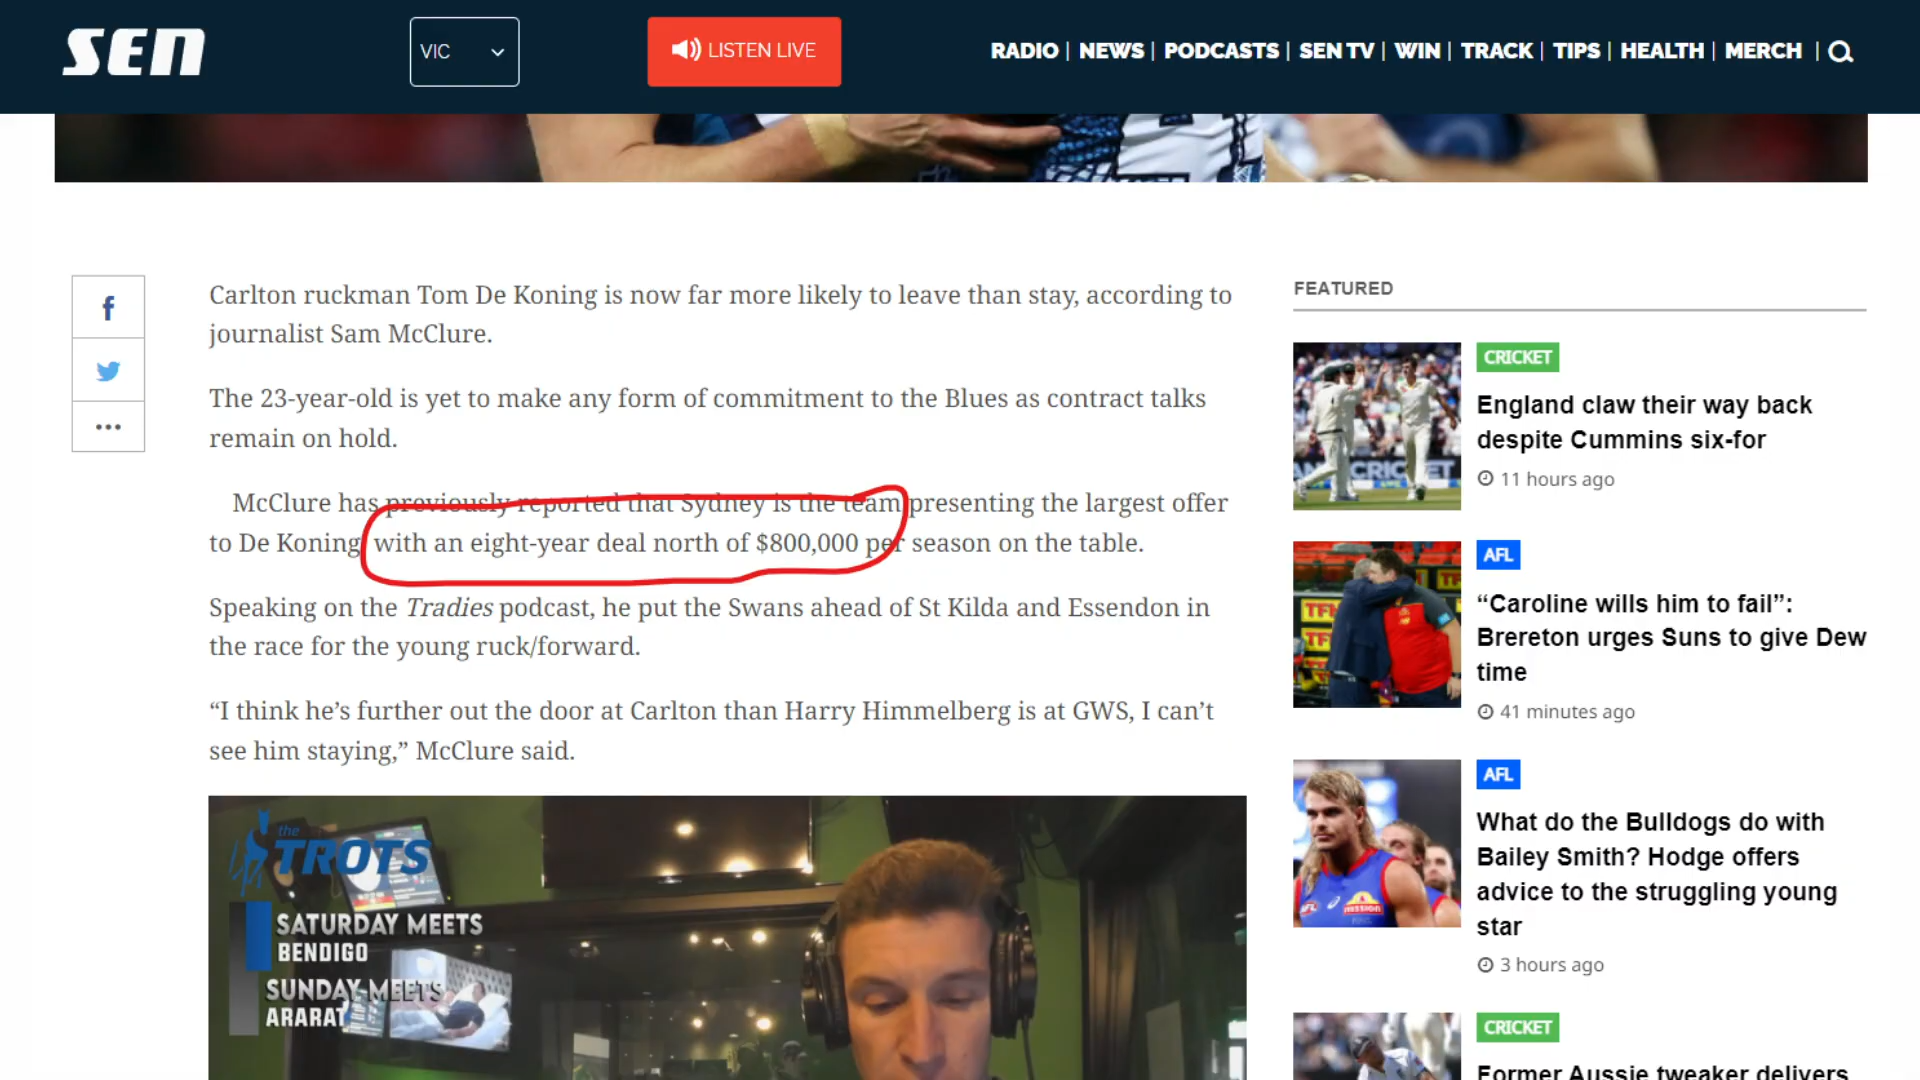 SEN
VIC
LISTEN LIVE
RADIO | NEWS | PODCASTS | SEN TV | WIN | TRACK | TIPS | HEALTH | MERCH |
Carlton ruckman Tom De Koning is now far more likely to leave than stay, according to
journalist Sam McClure.
The 23-year-old is yet to make any form of commitment to the Blues as contract talks
remain on hold.
McClure has previously reported that Sydney is the team presenting the largest offer
to De Koning with an eight-year deal north of $800,000 per season on the table.
Speaking on the Tradies podcast, he put the Swans ahead of St Kilda and Essendon in
the race for the young ruck/forward.
“I think he’s further out the door at Carlton than Harry Himmelberg is at GWS, I can’t
see him staying,” McClure said.
the
TROTS
SATURDAY MEETS
BENDIGO
SUNDAY MEETS
ARARAT
FEATURED
CRICKET
England claw their way back
despite Cummins six-for
11 hours ago
AFL
“Caroline wills him to fail”:
Brereton urges Suns to give Dew
time
41 minutes ago
AFL
What do the Bulldogs do with
Bailey Smith? Hodge offers
advice to the struggling young
star
3 hours ago
CRICKET
Former Aussie tweaker delivers